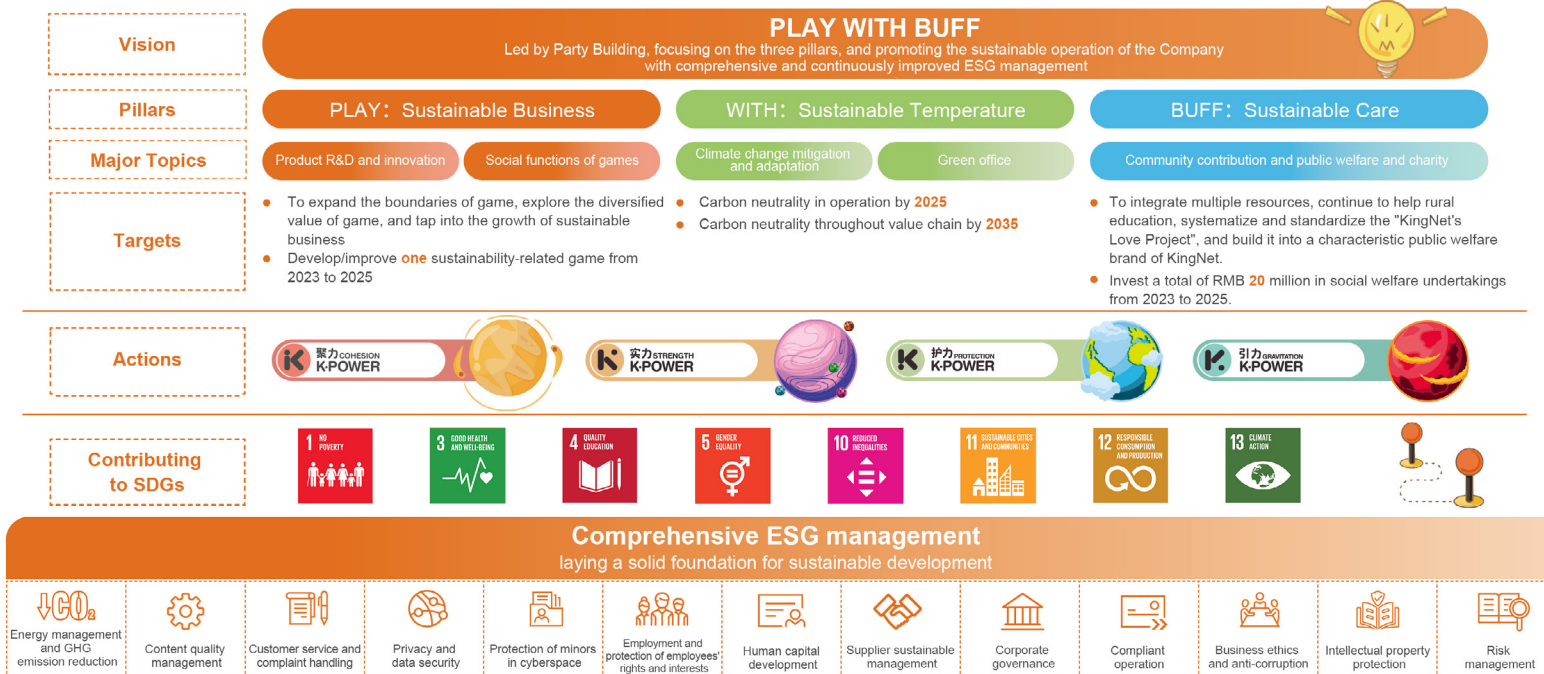 Vision
PLAY WITH BUFF
Led by Party Building, focusing on the three pillars, and promoting the sustainable operation of the Company
with comprehensive and continuously improved ESG management
Pillars
PLAY：Sustainable Business
WITH：Sustainable Temperature
BUFF：Sustainable Care
Major Topics
Product R&D and innovation
Social functions of games
Climate change mitigation
and adaptation
Green office
Community contribution and public welfare and charity
Targets
To expand the boundaries of game, explore the diversified
value of game, and tap into the growth of sustainable
business
Develop/improve one sustainability-related game from
2023 to 2025
Carbon neutrality in operation by 2025
Carbon neutrality throughout value chain by 2035
To integrate multiple resources, continue to help rural
education, systematize and standardize the "KingNet's
Love Project", and build it into a characteristic public welfare
brand of KingNet.
Invest a total of RMB 20 million in social welfare undertakings
from 2023 to 2025.
Actions
聚力 COHESION
K·POWER
实力 STRENGTH
K·POWER
护力 PROTECTION
K·POWER
引力 GRAVITATION
K·POWER
Contributing
to SDGs
1 NO
POVERTY
3 GOOD HEALTH
AND WELL-BEING
4 QUALITY
EDUCATION
5 GENDER
EQUALITY
10 REDUCED
INEQUALITIES
11 SUSTAINABLE CITIES
AND COMMUNITIES
12 RESPONSIBLE
CONSUMPTION
AND PRODUCTION
13 CLIMATE
ACTION
Comprehensive ESG management
laying a solid foundation for sustainable development
CO₂
Energy management
and GHG
emission reduction
Content quality
management
Customer service and
complaint handling
Privacy and
data security
Protection of minors
in cyberspace
Employment and
protection of employees'
rights and interests
Human capital
development
Supplier sustainable
management
Corporate
governance
Compliant
operation
Business ethics
and anti-corruption
Intellectual property
protection
Risk
management